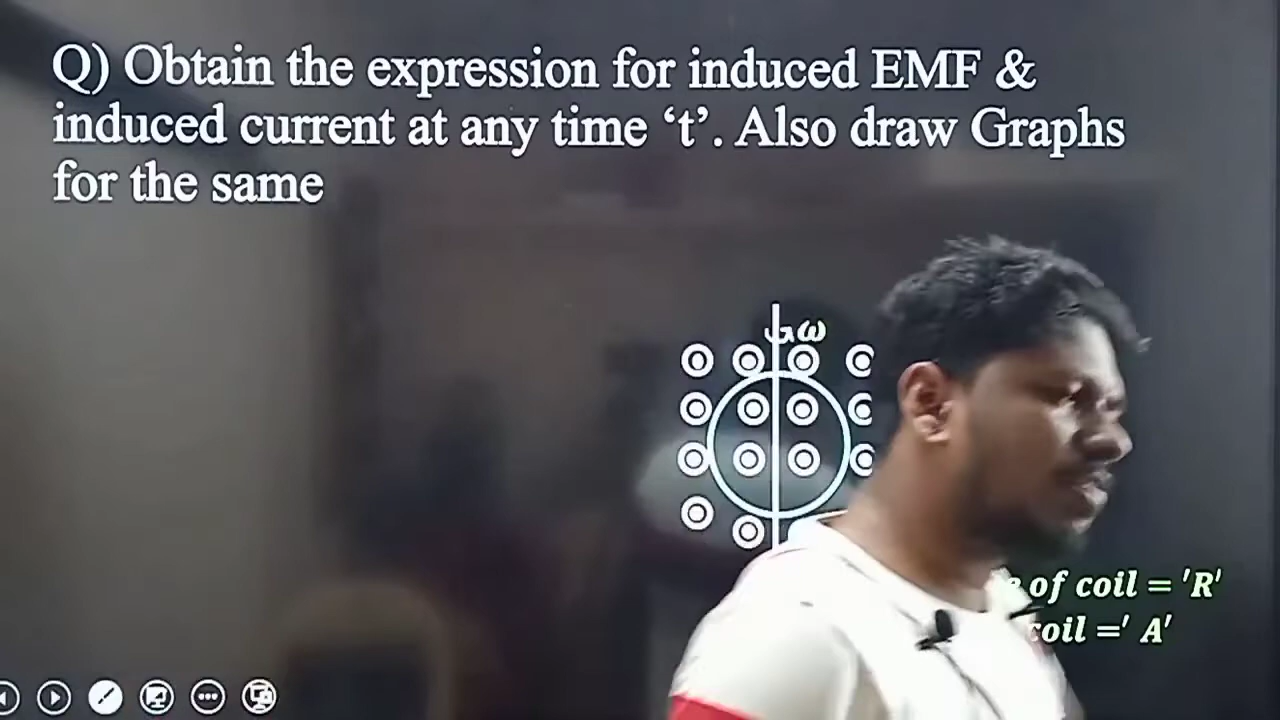 Q) Obtain the expression for induced EMF &
induced current at any time ‘t’. Also draw Graphs
for the same
ω
of coil = ′R′
coil =′ A′